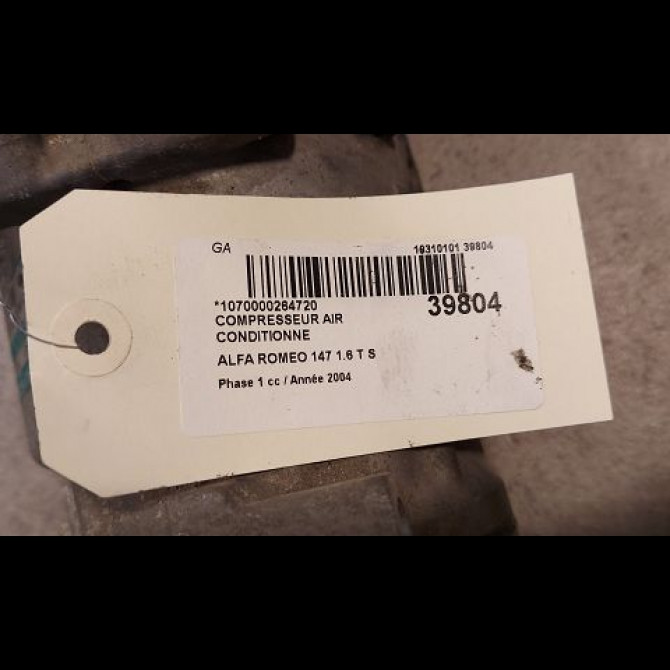 GA 19310101 39804
*1070000264720 39804
COMPRESSEUR AIR
CONDITIONNE
ALFA ROMEO 147 1.6 T S
Phase 1 cc / Année 2004